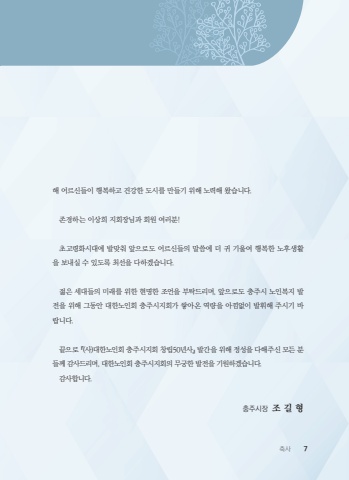 해 어르신들이 행복하고 건강한 도시를 만들기 위해 노력해 왔습니다.
존경하는 이상희 지회장님과 회원 여러분!
초고령화시대에 발맞춰 앞으로도 어르신들의 말씀에 더 귀 기울여 행복한 노후생활
을 보내실 수 있도록 최선을 다하겠습니다.
젊은 세대들의 미래를 위한 현명한 조언을 부탁드리며, 앞으로도 충주시 노인복지 발
전을 위해 그동안 대한노인회 충주시지회가 쌓아온 역량을 아낌없이 발휘해 주시기 바
랍니다.
끝으로 『(사)대한노인회 충주시지회 창립50년사』 발간을 위해 정성을 다해주신 모든 분
들께 감사드리며, 대한노인회 충주시지회의 무궁한 발전을 기원하겠습니다.
감사합니다.
충주시장 조 길 형
축사 7